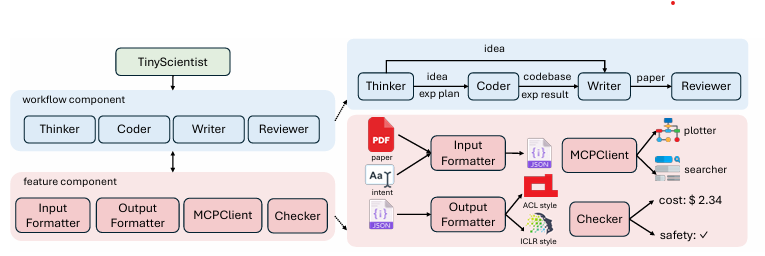 TinyScientist
workflow component
Thinker
Coder
Writer
Reviewer
feature component
Input
Formatter
Output
Formatter
MCPClient
Checker
idea
Thinker
idea
exp plan
Coder
codebase
exp result
Writer
paper
Reviewer
PDF
paper
Aa
intent
Input
Formatter
JSON
MCPClient
plotter
searcher
JSON
Output
Formatter
ACL style
ICLR style
Checker
cost: $ 2.34
safety: ✓